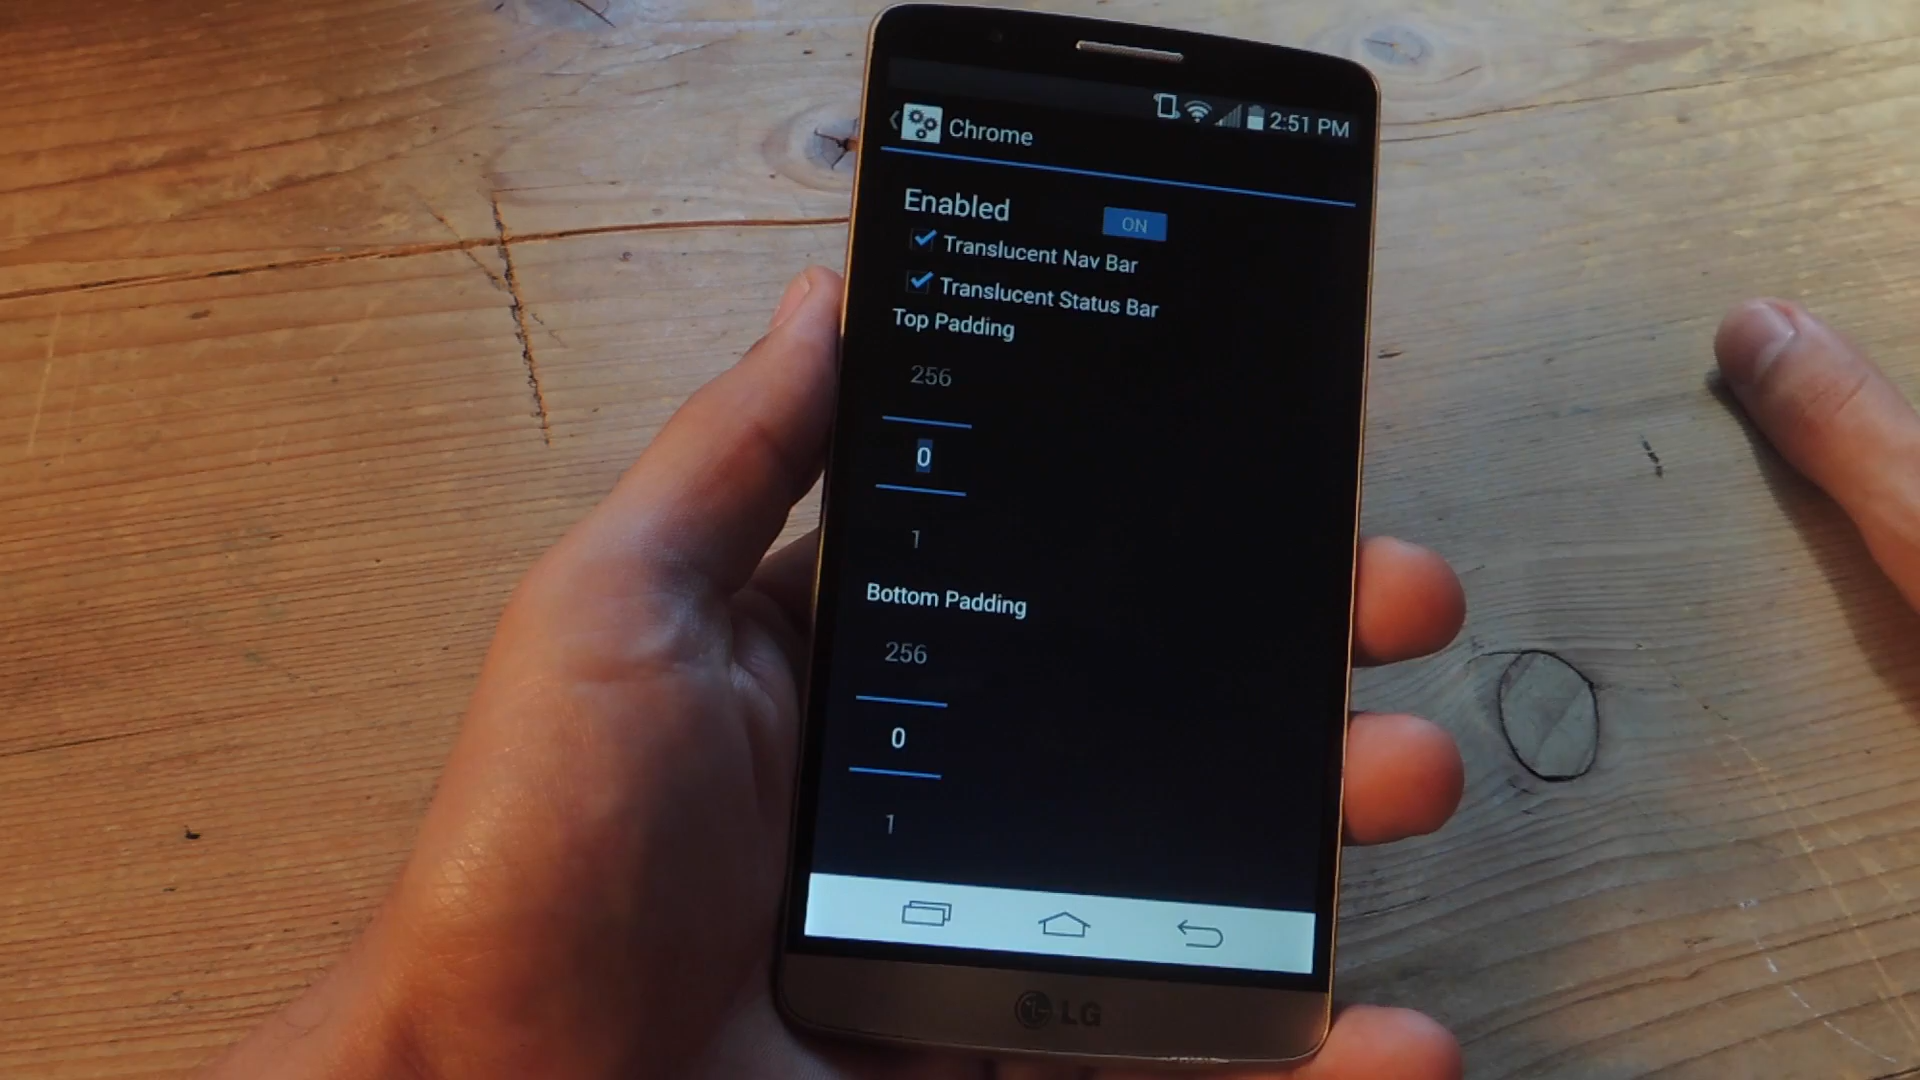 2:51 PM
Chrome
Enabled
ON
Translucent Nav Bar
Translucent Status Bar
Top Padding
256
0
1
Bottom Padding
256
0
1
LG